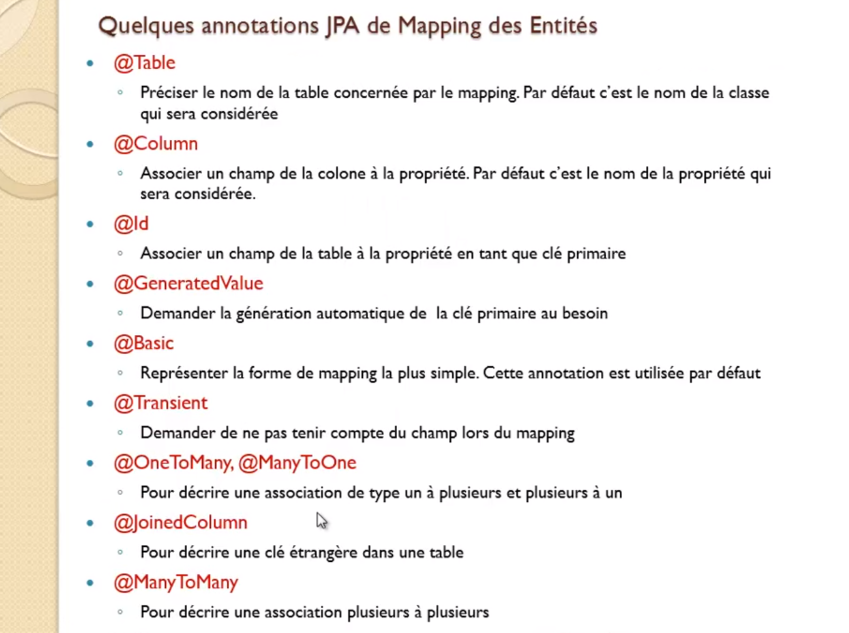 Quelques annotations JPA de Mapping des Entités
@Table
Préciser le nom de la table concernée par le mapping. Par défaut c'est le nom de la classe
qui sera considérée
@Column
Associer un champ de la colone à la propriété. Par défaut c'est le nom de la propriété qui
sera considérée.
@Id
Associer un champ de la table à la propriété en tant que clé primaire
@GeneratedValue
Demander la génération automatique de la clé primaire au besoin
@Basic
Représenter la forme de mapping la plus simple. Cette annotation est utilisée par défaut
@Transient
Demander de ne pas tenir compte du champ lors du mapping
@OneToMany, @ManyToOne
Pour décrire une association de type un à plusieurs et plusieurs à un
@JoinedColumn
Pour décrire une clé étrangère dans une table
@ManyToMany
Pour décrire une association plusieurs à plusieurs